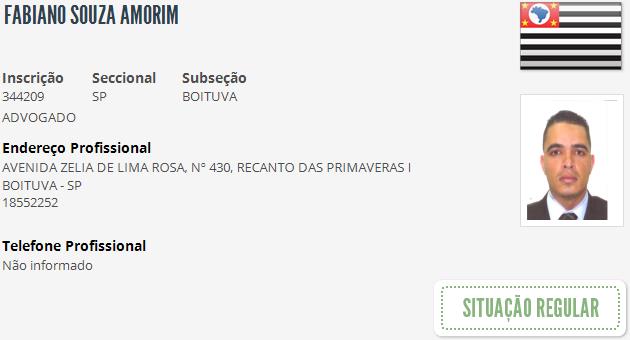 FABIANO SOUZA AMORIM
Inscrição Seccional Subseção
344209 SP BOITUVA
ADVOGADO
Endereço Profissional
AVENIDA ZELIA DE LIMA ROSA, Nº 430, RECANTO DAS PRIMAVERAS I
BOITUVA - SP
18552252
Telefone Profissional
Não informado
SITUAÇÃO REGULAR